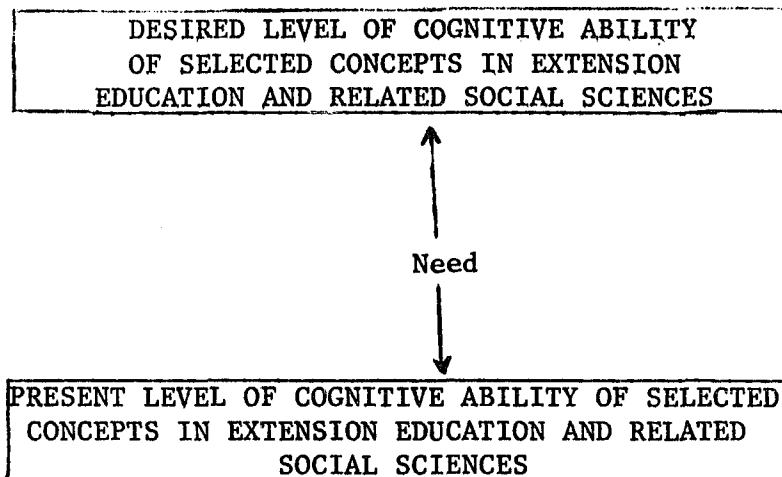 DESIRED LEVEL OF COGNITIVE ABILITY
OF SELECTED CONCEPTS IN EXTENSION
EDUCATION AND RELATED SOCIAL SCIENCES
Need
PRESENT LEVEL OF COGNITIVE ABILITY OF SELECTED
CONCEPTS IN EXTENSION EDUCATION AND RELATED
SOCIAL SCIENCES